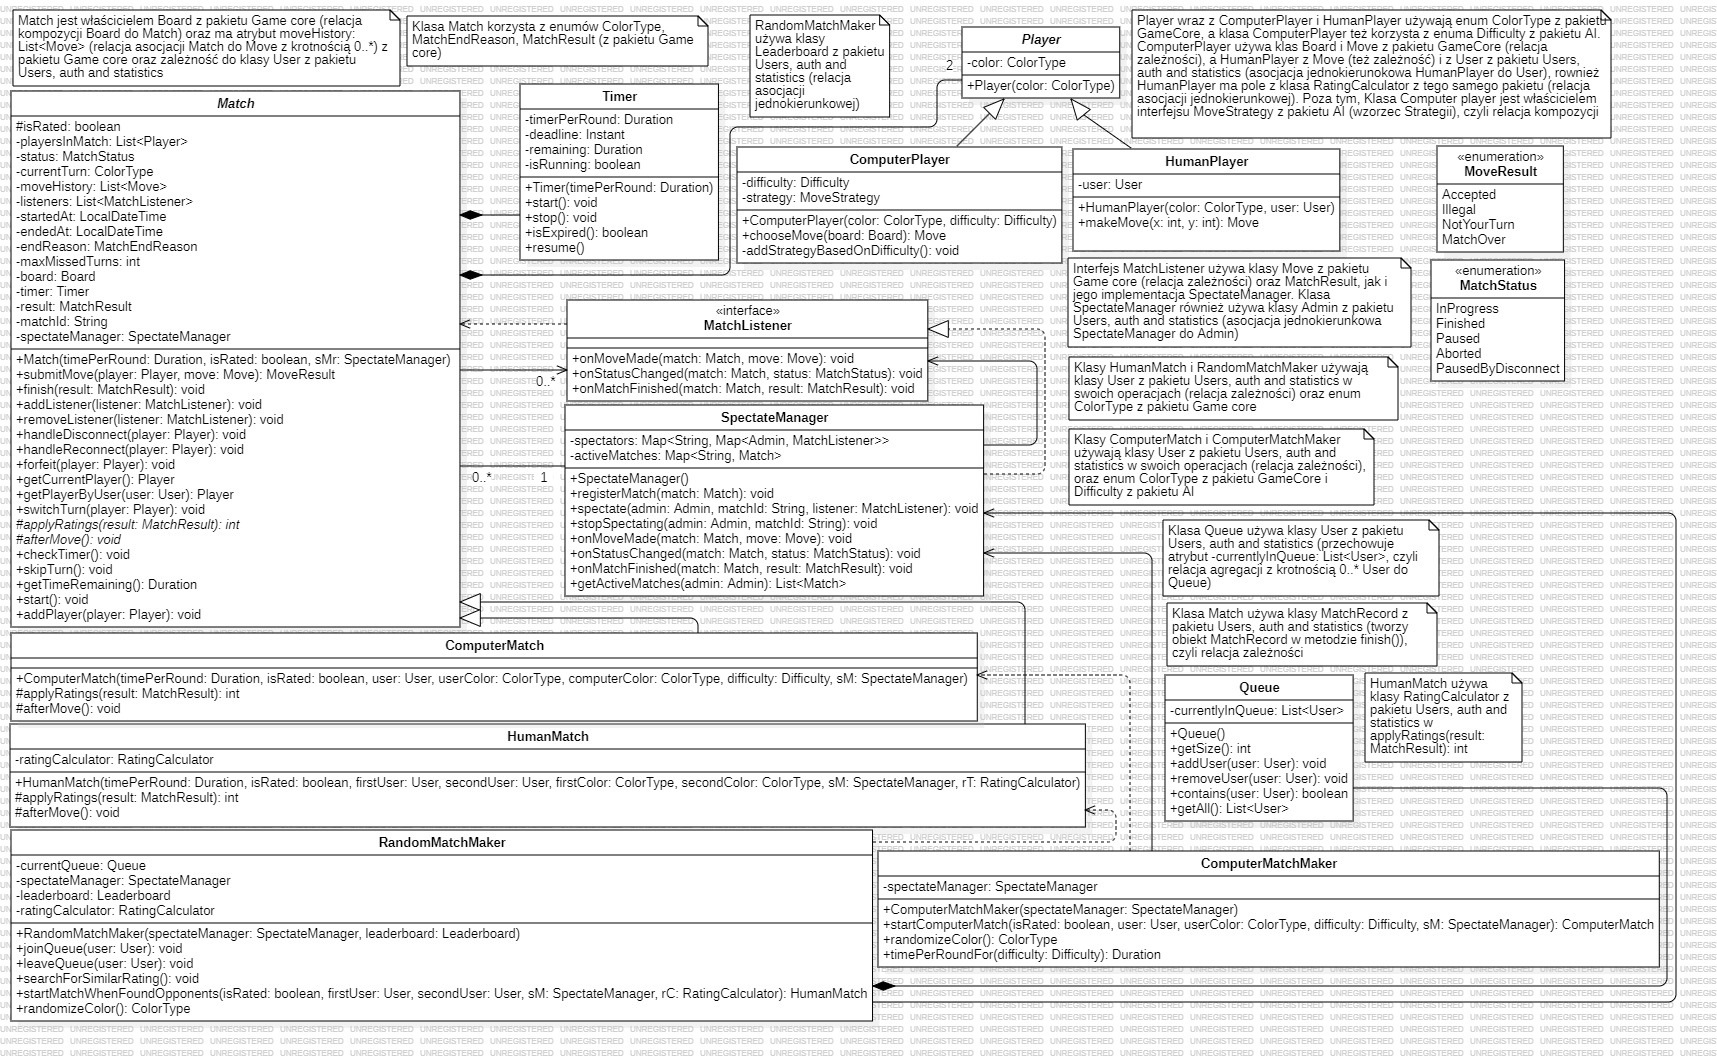 Match jest właścicielem Board z pakietu Game core (relacja
kompozycji Board do Match) oraz ma atrybut moveHistory:
List<Move> (relacja asocjacji Match do Move z krotnością 0..*) z
pakietu Game core oraz zależność do klasy User z pakietu
Users, auth and statistics
Klasa Match korzysta z enumów ColorType,
MatchEndReason, MatchResult (z pakietu Game
core)
RandomMatchMaker
używa klasy
Leaderboard z pakietu
Users, auth and
statistics (relacja
asocjacji
jednokierunkowej)
Player
-color: ColorType
+Player(color: ColorType)
2
Player wraz z ComputerPlayer i HumanPlayer używają enum ColorType z pakietu
GameCore, a klasa ComputerPlayer też korzysta z enuma Difficulty z pakietu AI.
ComputerPlayer używa klas Board i Move z pakietu GameCore (relacja
zależności), a HumanPlayer z Move (też zależność) i z User z pakietu Users,
auth and statistics (asocjacja jednokierunokowa HumanPlayer do User), rownież
HumanPlayer ma pole z klasa RatingCalculator z tego samego pakietu (relacja
asocjacji jednokierunkowej). Poza tym, Klasa Computer player jest właścicielem
interfejsu MoveStrategy z pakietu AI (wzorzec Strategii), czyli relacja kompozycji
Match
#isRated: boolean
-playersInMatch: List<Player>
-status: MatchStatus
-currentTurn: ColorType
-moveHistory: List<Move>
-listeners: List<MatchListener>
-startedAt: LocalDateTime
-endedAt: LocalDateTime
-endReason: MatchEndReason
-maxMissedTurns: int
-board: Board
-timer: Timer
-result: MatchResult
-matchId: String
-spectateManager: SpectateManager
+Match(timePerRound: Duration, isRated: boolean, sMr: SpectateManager)
+submitMove(player: Player, move: Move): MoveResult
+finish(result: MatchResult): void
+addListener(listener: MatchListener): void
+removeListener(listener: MatchListener): void
+handleDisconnect(player: Player): void
+handleReconnect(player: Player): void
+forfeit(player: Player): void
+getCurrentPlayer(): Player
+getPlayerByUser(user: User): Player
+switchTurn(player: Player): void
#applyRatings(result: MatchResult): int
#afterMove(): void
+checkTimer(): void
+skipTurn(): void
+getTimeRemaining(): Duration
+start(): void
+addPlayer(player: Player): void
Timer
-timerPerRound: Duration
-deadline: Instant
-remaining: Duration
-isRunning: boolean
+Timer(timePerRound: Duration)
+start(): void
+stop(): void
+isExpired(): boolean
+resume()
ComputerPlayer
-difficulty: Difficulty
-strategy: MoveStrategy
+ComputerPlayer(color: ColorType, difficulty: Difficulty)
+chooseMove(board: Board): Move
-addStrategyBasedOnDifficulty(): void
HumanPlayer
-user: User
+HumanPlayer(color: ColorType, user: User)
+makeMove(x: int, y: int): Move
«enumeration»
MoveResult
Accepted
Illegal
NotYourTurn
MatchOver
«enumeration»
MatchStatus
InProgress
Finished
Paused
Aborted
PausedByDisconnect
Interfejs MatchListener używa klasy Move z pakietu
Game core (relacja zależności) oraz MatchResult, jak i
jego implementacja SpectateManager. Klasa
SpectateManager również używa klasy Admin z pakietu
Users, auth and statistics (asocjacja jednokierunkowa
SpectateManager do Admin)
«interface»
MatchListener
+onMoveMade(match: Match, move: Move): void
+onStatusChanged(match: Match, status: MatchStatus): void
+onMatchFinished(match: Match, result: MatchResult): void
0..*
Klasy HumanMatch i RandomMatchMaker używają
klasy User z pakietu Users, auth and statistics w
swoich operacjach (relacja zależności) oraz enum
ColorType z pakietu Game core
SpectateManager
-spectators: Map<String, Map<Admin, MatchListener>>
-activeMatches: Map<String, Match>
+SpectateManager()
+registerMatch(match: Match): void
+spectate(admin: Admin, matchId: String, listener: MatchListener): void
+stopSpectating(admin: Admin, matchId: String): void
+onMoveMade(match: Match, move: Move): void
+onStatusChanged(match: Match, status: MatchStatus): void
+onMatchFinished(match: Match, result: MatchResult): void
+getActiveMatches(admin: Admin): List<Match>
0..*
1
Klasy ComputerMatch i ComputerMatchMaker
używają klasy User z pakietu Users, auth and
statistics w swoich operacjach (relacja zależności),
oraz enum ColorType z pakietu GameCore i
Difficulty z pakietu AI
Klasa Queue używa klasy User z pakietu
Users, auth and statistics (przechowuje
atrybut -currentlyInQueue: List<User>, czyli
relacja agregacji z krotnością 0..* User do
Queue)
Klasa Match używa klasy MatchRecord z
pakietu Users, auth and statistics (tworzy
obiekt MatchRecord w metodzie finish()),
czyli relacja zależności
ComputerMatch
+ComputerMatch(timePerRound: Duration, isRated: boolean, user: User, userColor: ColorType, computerColor: ColorType, difficulty: Difficulty, sM: SpectateManager)
#applyRatings(result: MatchResult): int
#afterMove(): void
Queue
-currentlyInQueue: List<User>
+Queue()
+getSize(): int
+addUser(user: User): void
+removeUser(user: User): void
+contains(user: User): boolean
+getAll(): List<User>
HumanMatch używa
klasy RatingCalculator z
pakietu Users, auth and
statistics w
applyRatings(result:
MatchResult): int
HumanMatch
-ratingCalculator: RatingCalculator
+HumanMatch(timePerRound: Duration, isRated: boolean, firstUser: User, secondUser: User, firstColor: ColorType, secondColor: ColorType, sM: SpectateManager, rT: RatingCalculator)
#applyRatings(result: MatchResult): int
#afterMove(): void
RandomMatchMaker
-currentQueue: Queue
-spectateManager: SpectateManager
-leaderboard: Leaderboard
-ratingCalculator: RatingCalculator
+RandomMatchMaker(spectateManager: SpectateManager, leaderboard: Leaderboard)
+joinQueue(user: User): void
+leaveQueue(user: User): void
+searchForSimilarRating(): void
+startMatchWhenFoundOpponents(isRated: boolean, firstUser: User, secondUser: User, sM: SpectateManager, rC: RatingCalculator): HumanMatch
+randomizeColor(): ColorType
ComputerMatchMaker
-spectateManager: SpectateManager
+ComputerMatchMaker(spectateManager: SpectateManager)
+startComputerMatch(isRated: boolean, user: User, userColor: ColorType, difficulty: Difficulty, sM: SpectateManager): ComputerMatch
+randomizeColor(): ColorType
+timePerRoundFor(difficulty: Difficulty): Duration